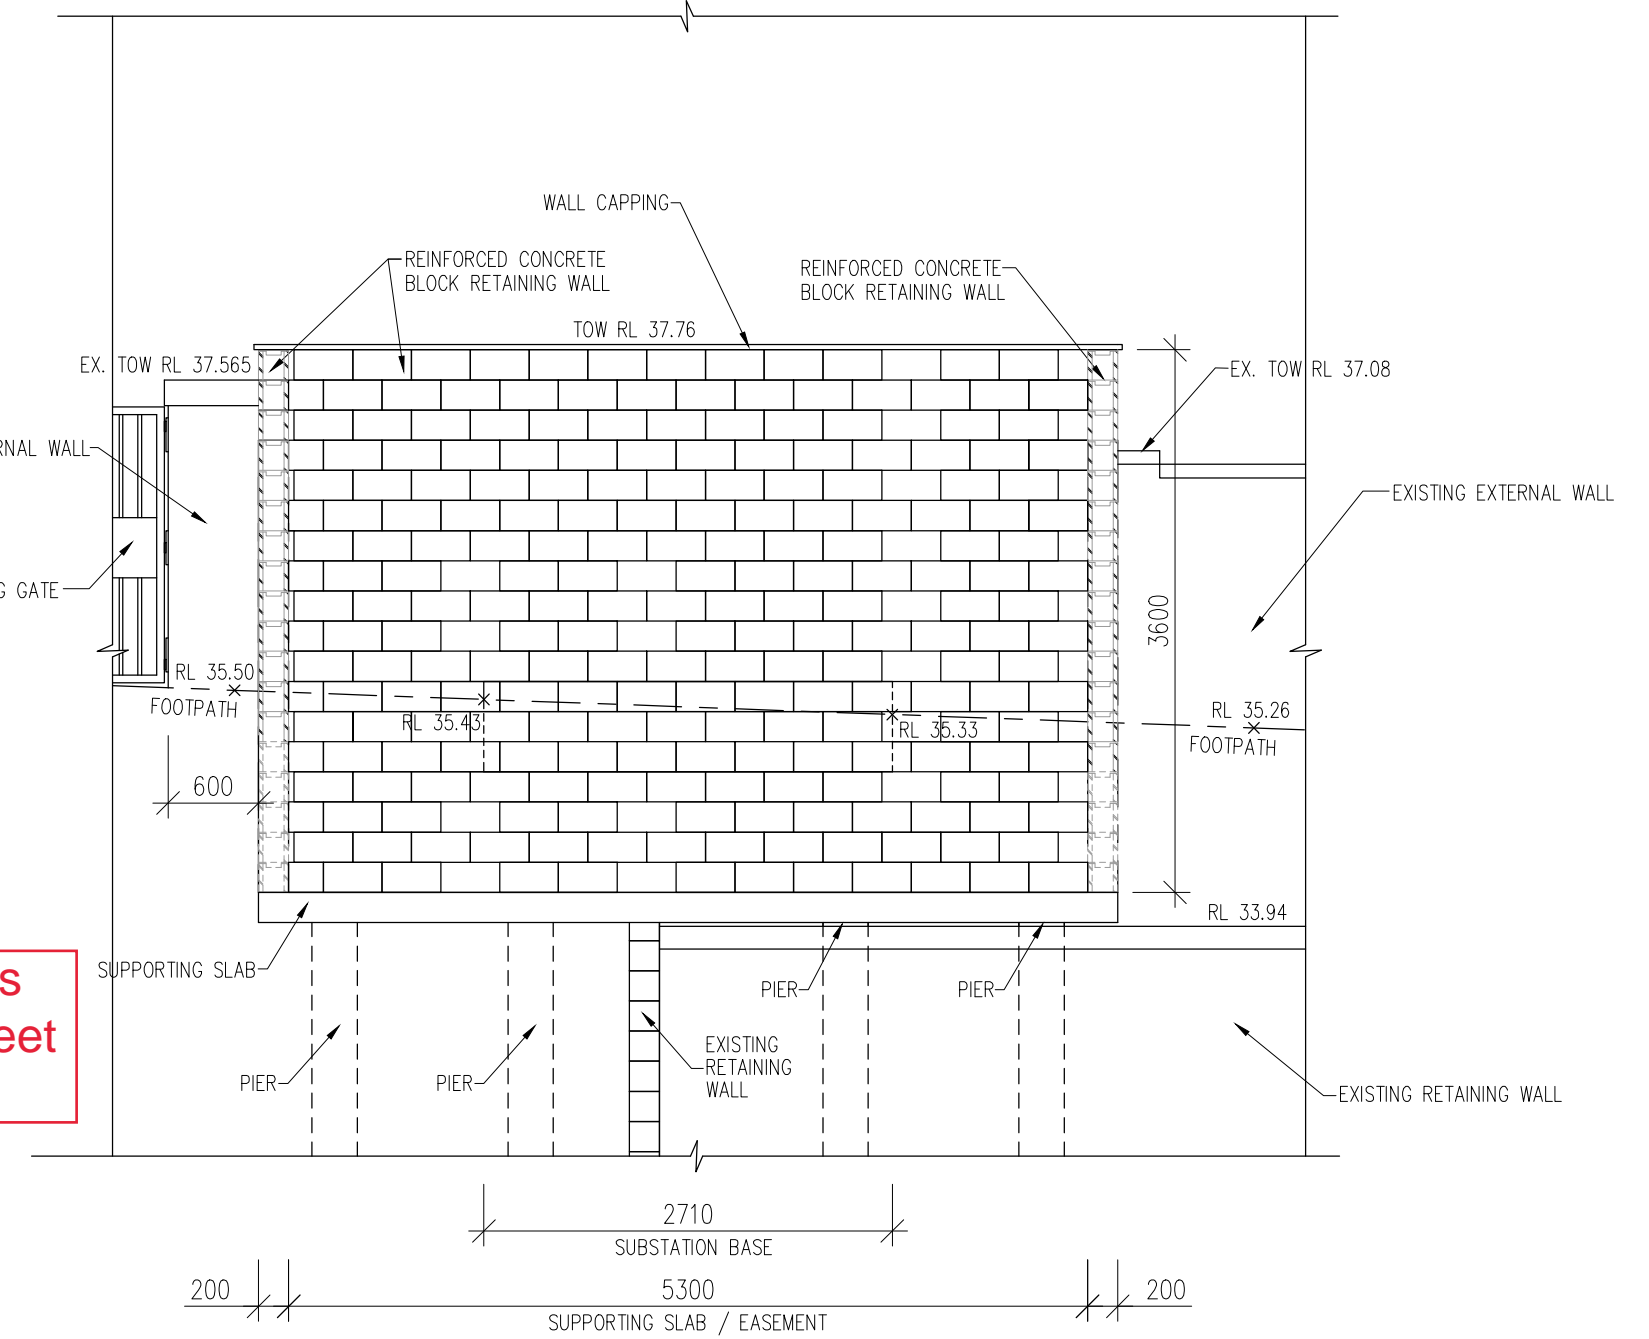 WALL CAPPING
REINFORCED CONCRETE
BLOCK RETAINING WALL
REINFORCED CONCRETE
BLOCK RETAINING WALL
TOW RL 37.76
EX. TOW RL 37.565
EX. TOW RL 37.08
RNAL WALL
EXISTING EXTERNAL WALL
G GATE
3600
RL 35.50
FOOTPATH
RL 35.43
RL 35.33
RL 35.26
FOOTPATH
600
RL 33.94
SUPPORTING SLAB
s
eet
PIER
PIER
PIER
PIER
EXISTING
RETAINING
WALL
EXISTING RETAINING WALL
2710
SUBSTATION BASE
200
5300
200
SUPPORTING SLAB / EASEMENT